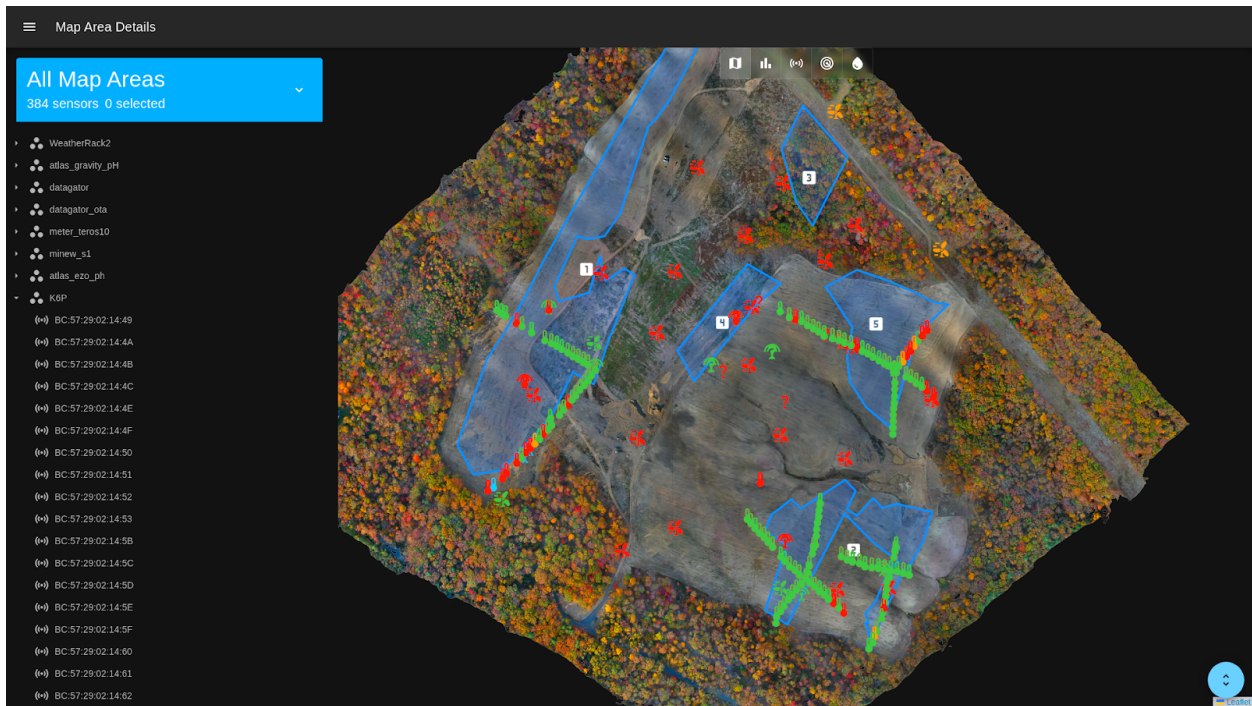 Map Area Details
All Map Areas
384 sensors 0 selected
WeatherRack2
atlas_gravity_pH
datagator
datagator_ota
meter_teros10
minew_s1
atlas_ezo_ph
K6P
BC:57:29:02:14:49
BC:57:29:02:14:4A
BC:57:29:02:14:4B
BC:57:29:02:14:4C
BC:57:29:02:14:4E
BC:57:29:02:14:4F
BC:57:29:02:14:50
BC:57:29:02:14:51
BC:57:29:02:14:52
BC:57:29:02:14:53
BC:57:29:02:14:5B
BC:57:29:02:14:5C
BC:57:29:02:14:5D
BC:57:29:02:14:5E
BC:57:29:02:14:5F
BC:57:29:02:14:60
BC:57:29:02:14:61
BC:57:29:02:14:62
3
1
4
5
2
Leaflet